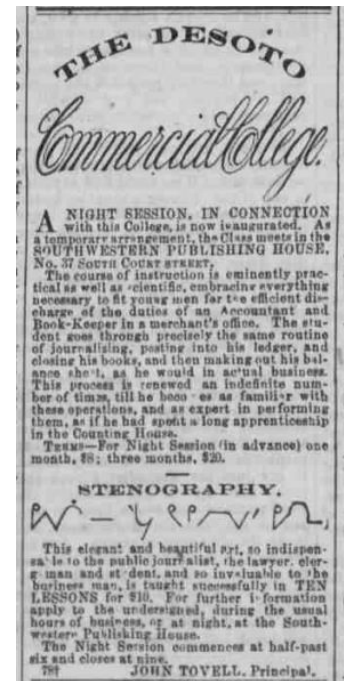 THE DESOTO
Commercial College.
A NIGHT SESSION, IN CONNECTION
with this College, is now inaugurated. As
a temporary arrangement, the Class meets in the
SOUTHWESTERN PUBLISHING HOUSE,
No. 37 SOUTH COURT STREET.
The course of instruction is eminently prac-
tical as well as scientific, embracing everything
necessary to fit young men for the efficient dis-
charge of the duties of an Accountant and
Book-Keeper in a merchant's office. The stu-
dent goes through precisely the same routine
of journalising, posting into his ledger, and
closing his books, and then making out his bal-
ance sheet, as he would in actual business.
This process is renewed an indefinite num-
ber of times, till he becomes as familiar with
these operations, and as expert in performing
them, as if he had spent a long apprenticeship
in the Counting House.
TERMS—For Night Session (in advance) one
month, $8; three months, $20.
STENOGRAPHY.
This elegant and beautiful art, so indispen-
sable to the public journalist, the lawyer, cler-
gyman and student, and so invaluable to the
business man, is taught successfully in TEN
LESSONS for $10. For further information
apply to the undersigned, during the usual
hours of business, or at night, at the South-
western Publishing House.
The Night Session commences at half-past
six and closes at nine.
JOHN TOVELL, Principal.